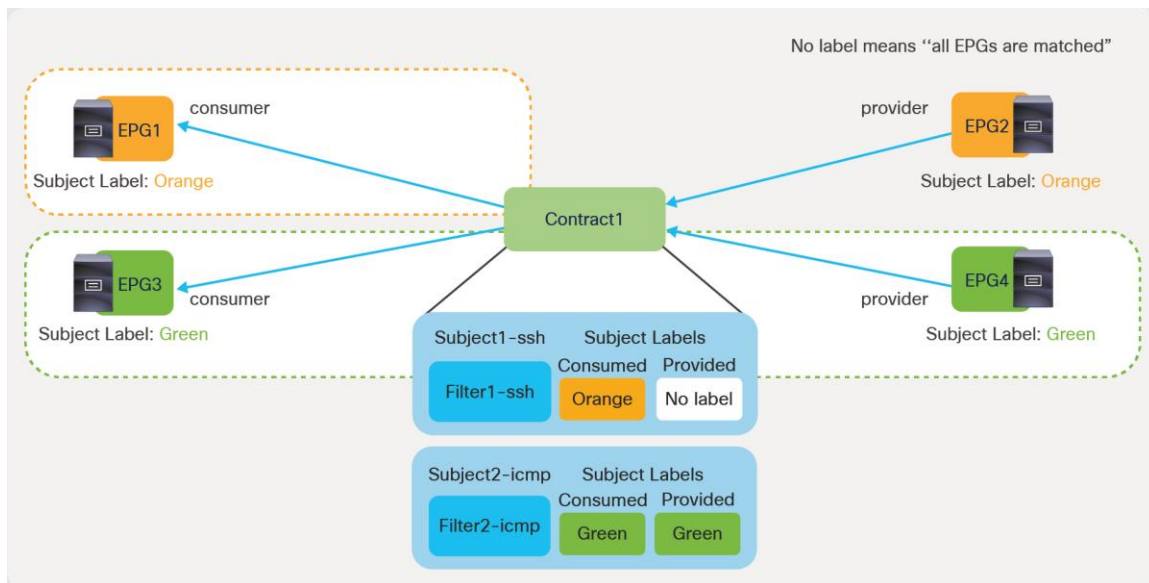 No label means ‘‘all EPGs are matched”
consumer
EPG1
Subject Label: Orange
provider
EPG2
Subject Label: Orange
Contract1
EPG3
consumer
Subject Label: Green
EPG4
provider
Subject Label: Green
Subject1-ssh Subject Labels
Consumed Provided
Filter1-ssh Orange No label
Subject2-icmp Subject Labels
Consumed Provided
Filter2-icmp Green Green